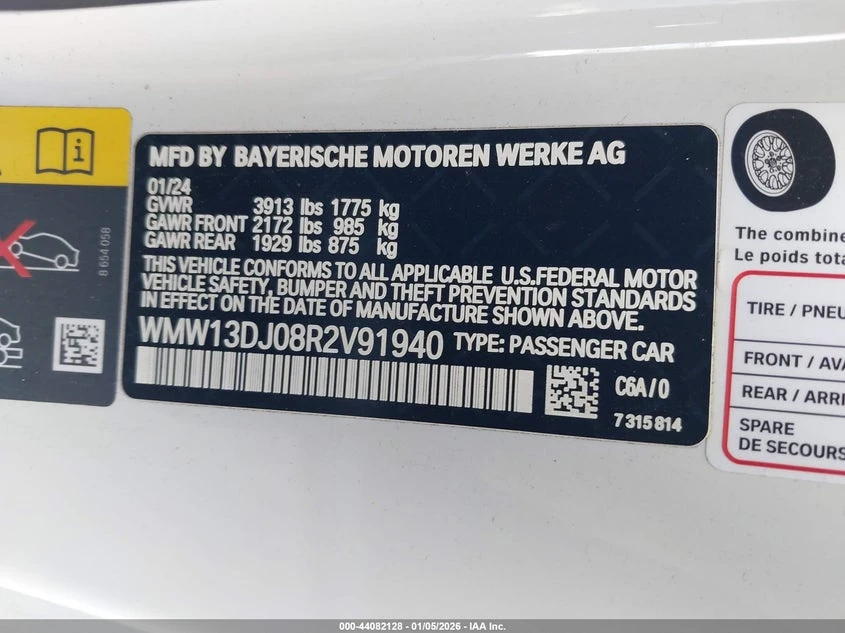 MFD BY BAYERISCHE MOTOREN WERKE AG
01/24
GVWR 3913 lbs 1775 kg
GAWR FRONT 2172 lbs 985 kg
GAWR REAR 1929 lbs 875 kg
THIS VEHICLE CONFORMS TO ALL APPLICABLE U.S.FEDERAL MOTOR
VEHICLE SAFETY, BUMPER AND THEFT PREVENTION STANDARDS
IN EFFECT ON THE DATE OF MANUFACTURE SHOWN ABOVE.
WMW13DJ08R2V91940 TYPE: PASSENGER CAR
C6A/0
7 315 814
8 654 058
The combine
Le poids tota
TIRE / PNEU
FRONT / AVA
REAR / ARRI
SPARE
DE SECOURS
000-44082128 - 01/05/2026 - IAA Inc.